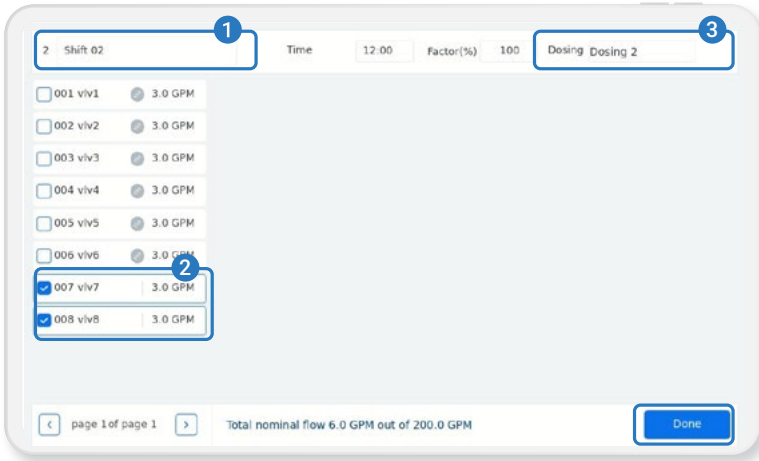 1 3
2 Shift 02 Time 12:00 Factor(%) 100 Dosing Dosing 2
001 vlv1 3.0 GPM
002 vlv2 3.0 GPM
003 vlv3 3.0 GPM
004 vlv4 3.0 GPM
005 vlv5 3.0 GPM
006 vlv6 3.0 GPM
2
007 vlv7 3.0 GPM
008 vlv8 3.0 GPM
page 1 of page 1 Total nominal flow 6.0 GPM out of 200.0 GPM Done